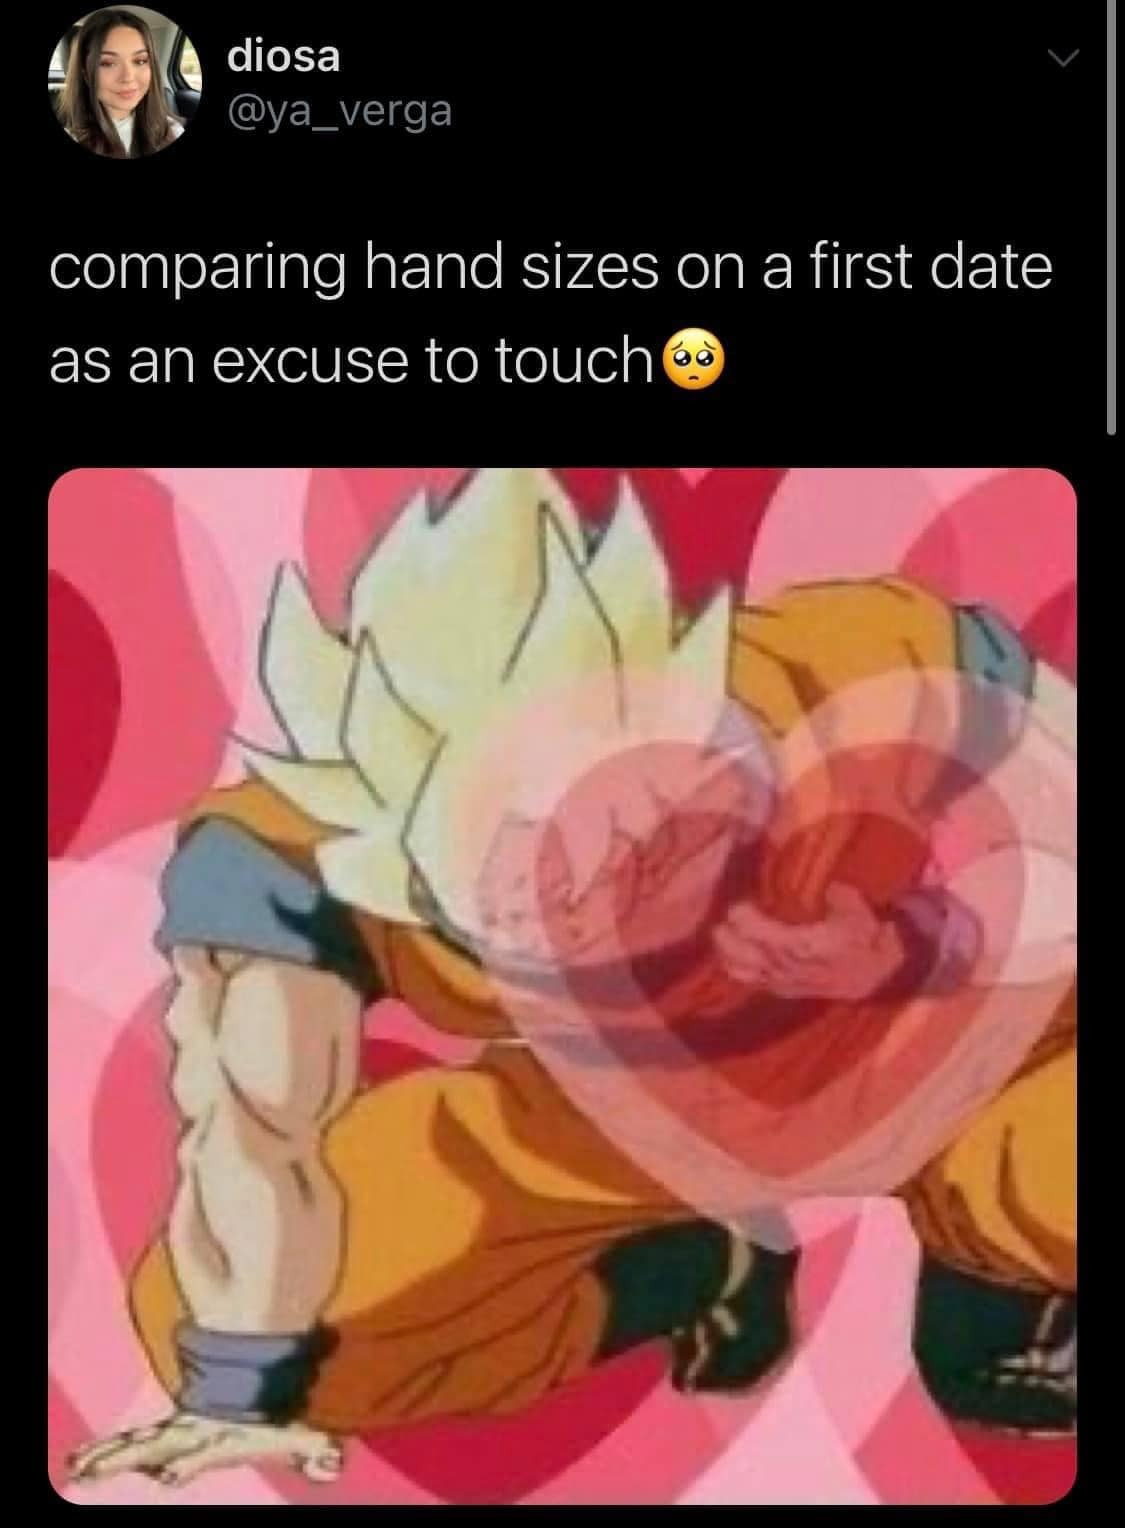 diosa
@ya_verga
comparing hand sizes on a first date
as an excuse to touch🥺